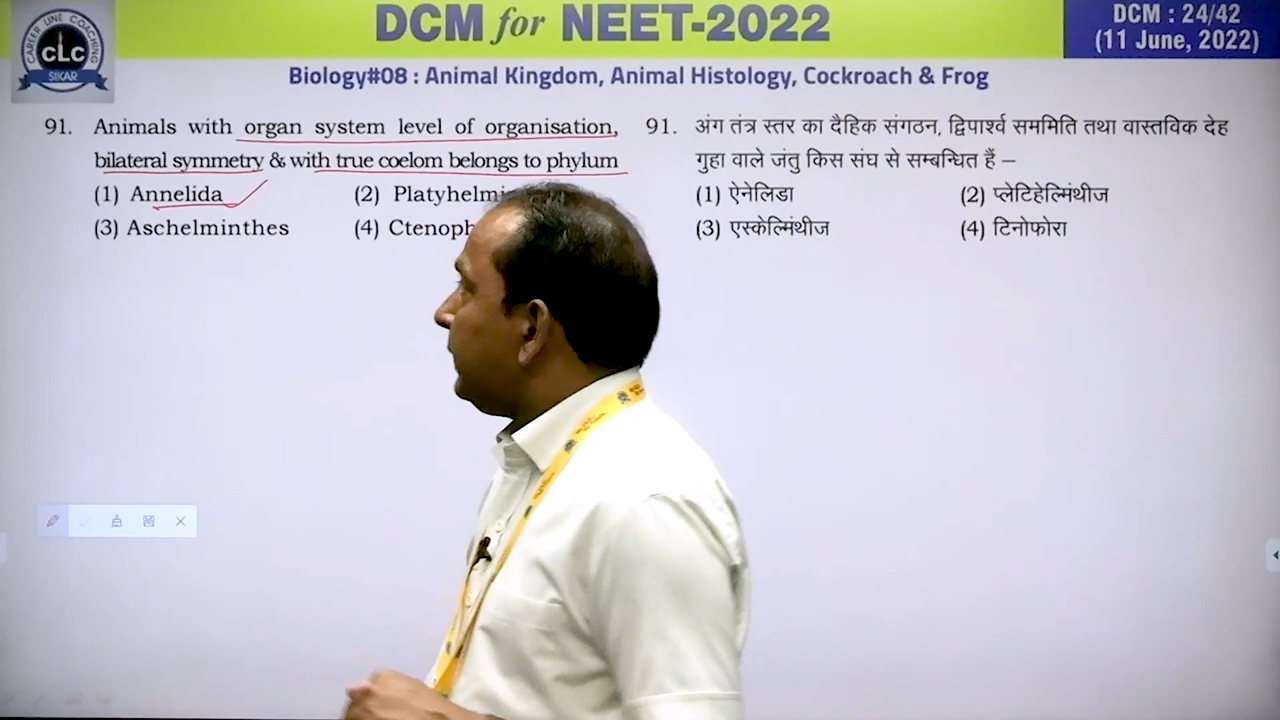 DCM for NEET-2022
DCM : 24/42
(11 June, 2022)
CAREER LINE COACHING
CLC
SIKAR
Biology#08 : Animal Kingdom, Animal Histology, Cockroach & Frog
91. Animals with organ system level of organisation,
bilateral symmetry & with true coelom belongs to phylum
(1) Annelida
(2)
(3) Aschelminthes
(4)
91. अंग तंत्र स्तर का दैहिक संगठन, द्विपार्श्व सममिति तथा वास्तविक देह
गुहा वाले जंतु किस संघ से सम्बन्धित हैं –
(1) ऐनेलिडा
(2) प्लेटिहेल्मिंथीज
(3) एस्केल्मिंथीज
(4) टिनोफोरा